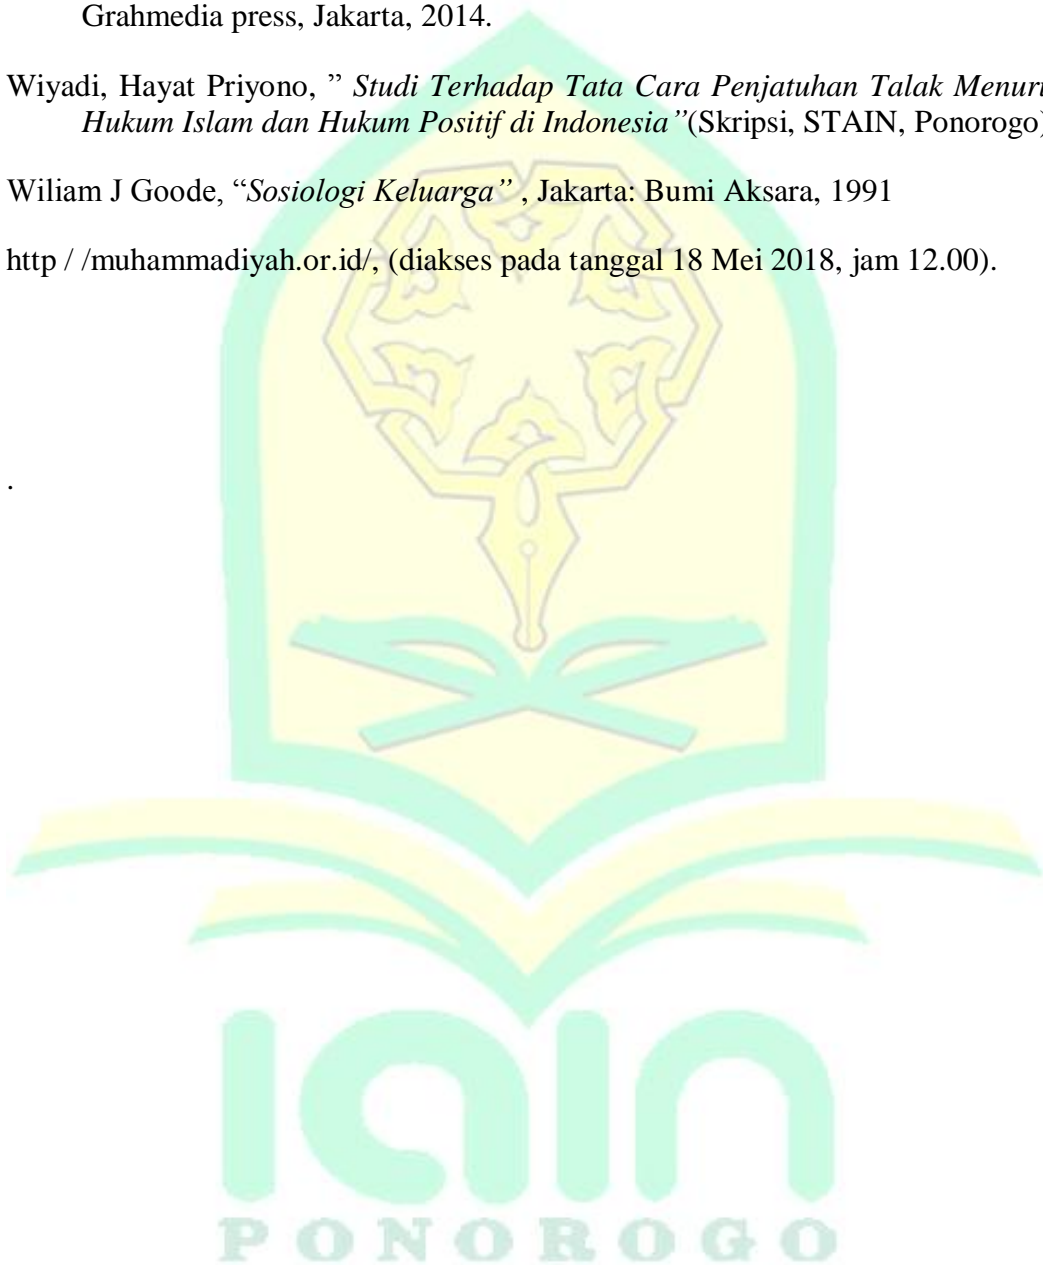 Grahmedia press, Jakarta, 2014.
Wiyadi, Hayat Priyono, ” Studi Terhadap Tata Cara Penjatuhan Talak Menuru
Hukum Islam dan Hukum Positif di Indonesia”(Skripsi, STAIN, Ponorogo)
Wiliam J Goode, “Sosiologi Keluarga” , Jakarta: Bumi Aksara, 1991
http / /muhammadiyah.or.id/, (diakses pada tanggal 18 Mei 2018, jam 12.00).
.
iain
PONOROGO